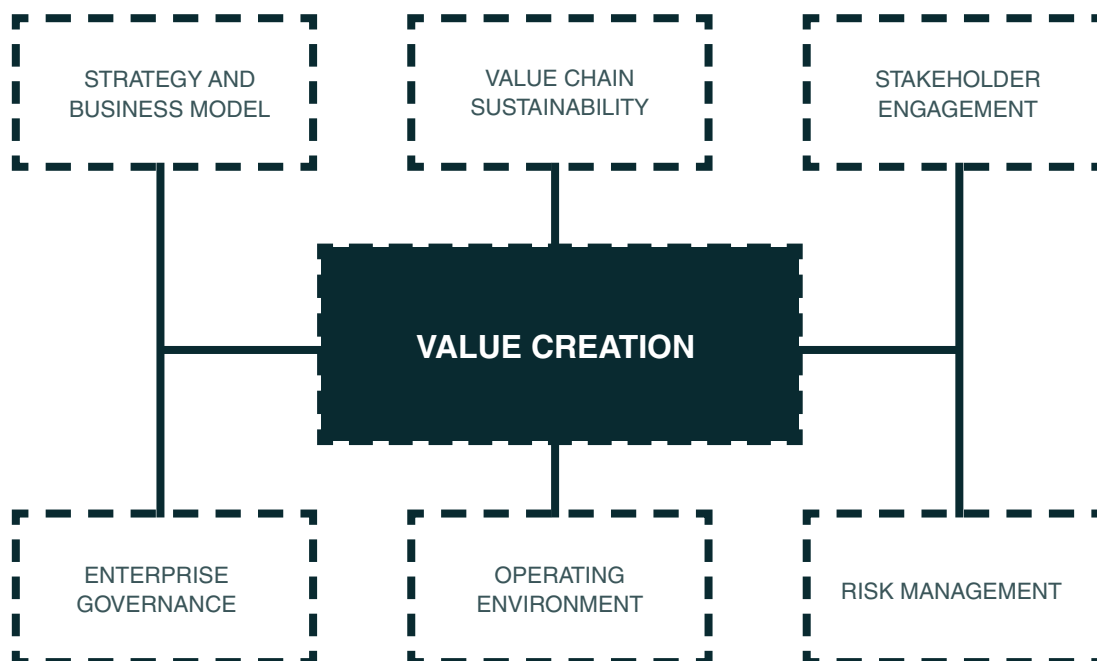 STRATEGY AND
BUSINESS MODEL
VALUE CHAIN
SUSTAINABILITY
STAKEHOLDER
ENGAGEMENT
VALUE CREATION
ENTERPRISE
GOVERNANCE
OPERATING
ENVIRONMENT
RISK MANAGEMENT